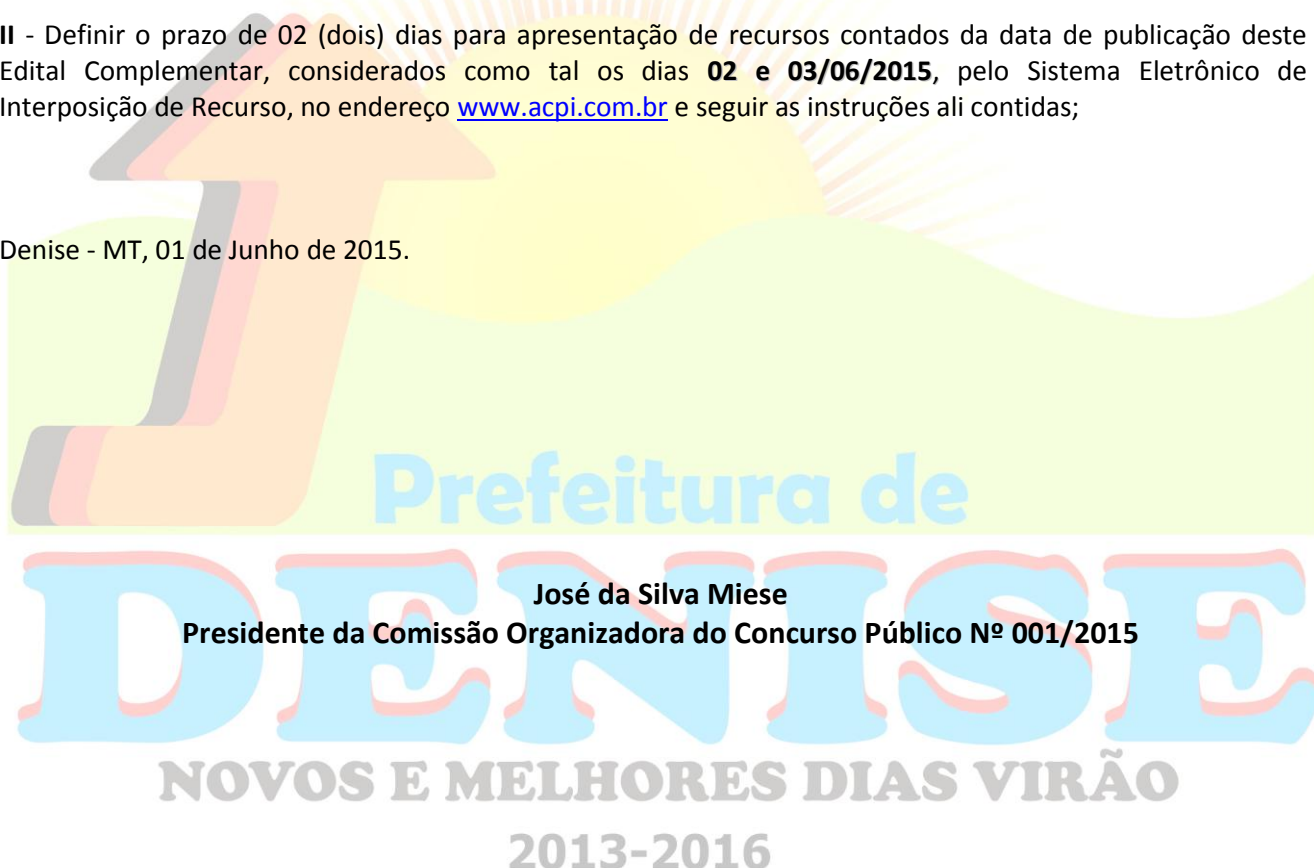 II - Definir o prazo de 02 (dois) dias para apresentação de recursos contados da data de publicação deste
Edital Complementar, considerados como tal os dias 02 e 03/06/2015, pelo Sistema Eletrônico de
Interposição de Recurso, no endereço www.acpi.com.br e seguir as instruções ali contidas;
Denise - MT, 01 de Junho de 2015.
Prefeitura de
DENISE
José da Silva Miese
Presidente da Comissão Organizadora do Concurso Público Nº 001/2015
NOVOS E MELHORES DIAS VIRÃO
2013-2016